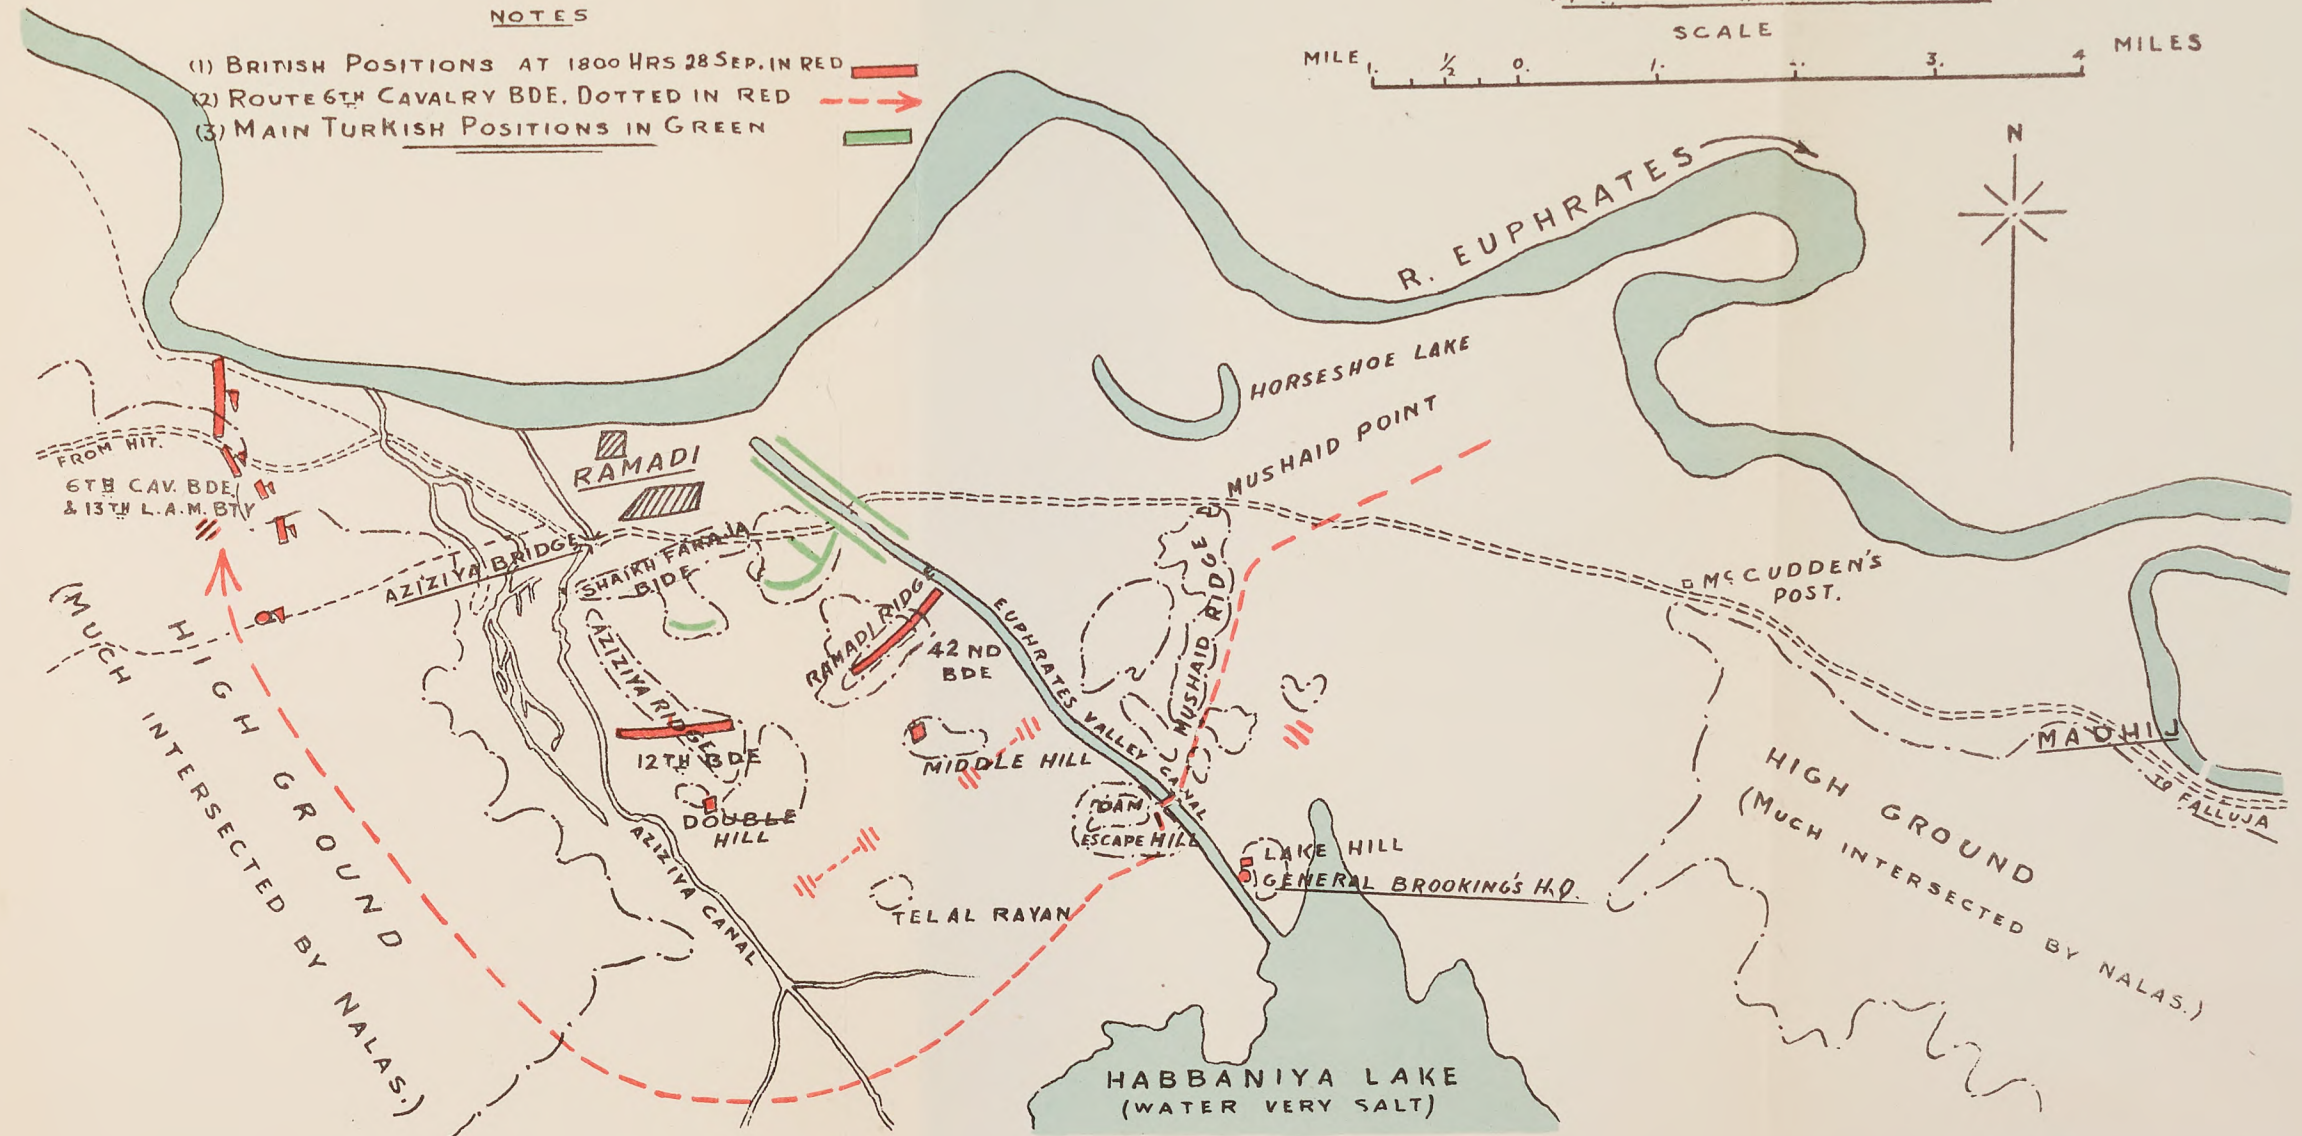 NOTES
(1) BRITISH POSITIONS AT 1800 HRS 28 SEP. IN RED
(2) ROUTE 6TH CAVALRY BDE. DOTTED IN RED
(3) MAIN TURKISH POSITIONS IN GREEN
SCALE
MILE 1. ½ 0. 1. 3. 4 MILES
N
R. EUPHRATES
HORSESHOE LAKE
MUSHAID POINT
FROM HIT.
6TH CAV. BDE.
& 13TH L.A.M. BTY
RAMADI
AZIZIYA BRIDGE
SHAIKH FARAJA
BIDE
RAMADI RIDGE
42ND
BDE
EUPHRATES VALLEY CANAL
MUSHAID RIDGE
McCUDDEN'S
POST.
AZIZIYA RIDGE
12TH BDE
MIDDLE HILL
DOUBLE
HILL
DAM
ESCAPE HILL
LAKE HILL
GENERAL BROOKING'S H.Q.
TEL AL RAYAN
AZIZIYA CANAL
HIGH GROUND
(MUCH INTERSECTED BY NALAS.)
MADHIJ
TO FALLUJA
HIGH GROUND
(MUCH INTERSECTED BY NALAS.)
HABBANIYA LAKE
(WATER VERY SALT)